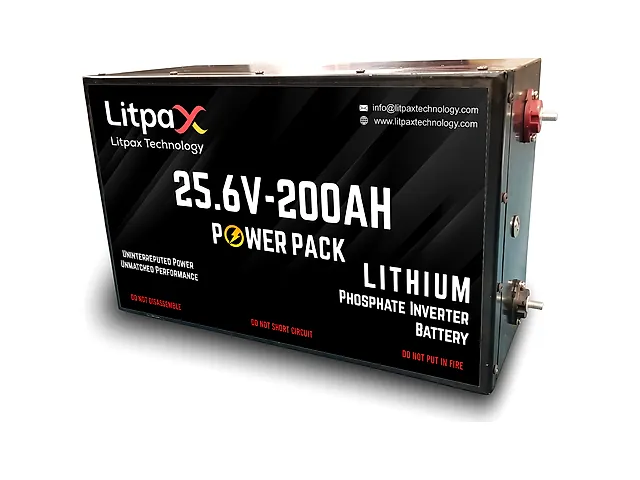 LitpaX
Litpax Technology
info@litpaxtechnology.com
www.litpaxtechnology.com
25.6V-200AH
POWER PACK
Uninterreputed Power
Unmatched Performance
LITHIUM
Phosphate Inverter
Battery
DO NOT DISASSEMBLE
DO NOT SHORT CIRCUIT
DO NOT PUT IN FIRE